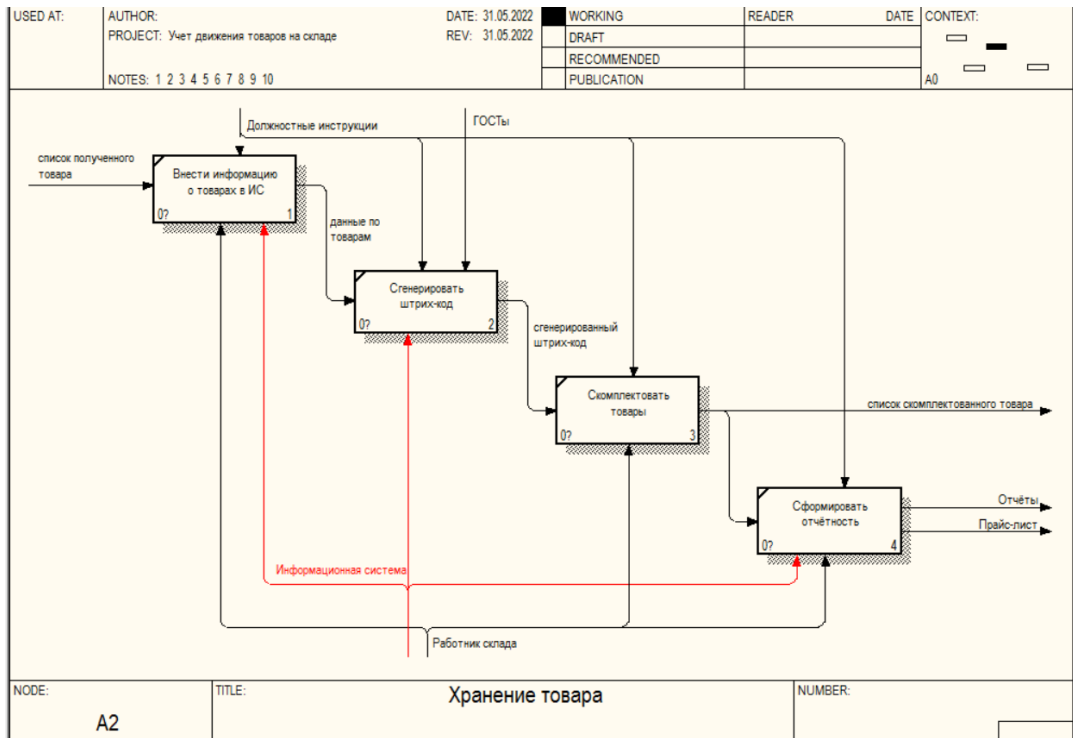 USED AT:
AUTHOR:
DATE: 31.05.2022
PROJECT: Учет движения товаров на складе
REV: 31.05.2022
NOTES: 1 2 3 4 5 6 7 8 9 10
WORKING
DRAFT
RECOMMENDED
PUBLICATION
READER
DATE
CONTEXT:
A0
Должностные инструкции
ГОСТы
список полученного
товара
Внести информацию
о товарах в ИС
0?
1
данные по
товарам
Сгенерировать
штрих-код
0?
2
сгенерированный
штрих-код
Скомплектовать
товары
0?
3
список скомплектованного товара
Сформировать
отчётность
0?
4
Отчёты
Прайс-лист
Информационная система
Работник склада
NODE:
A2
TITLE:
Хранение товара
NUMBER: